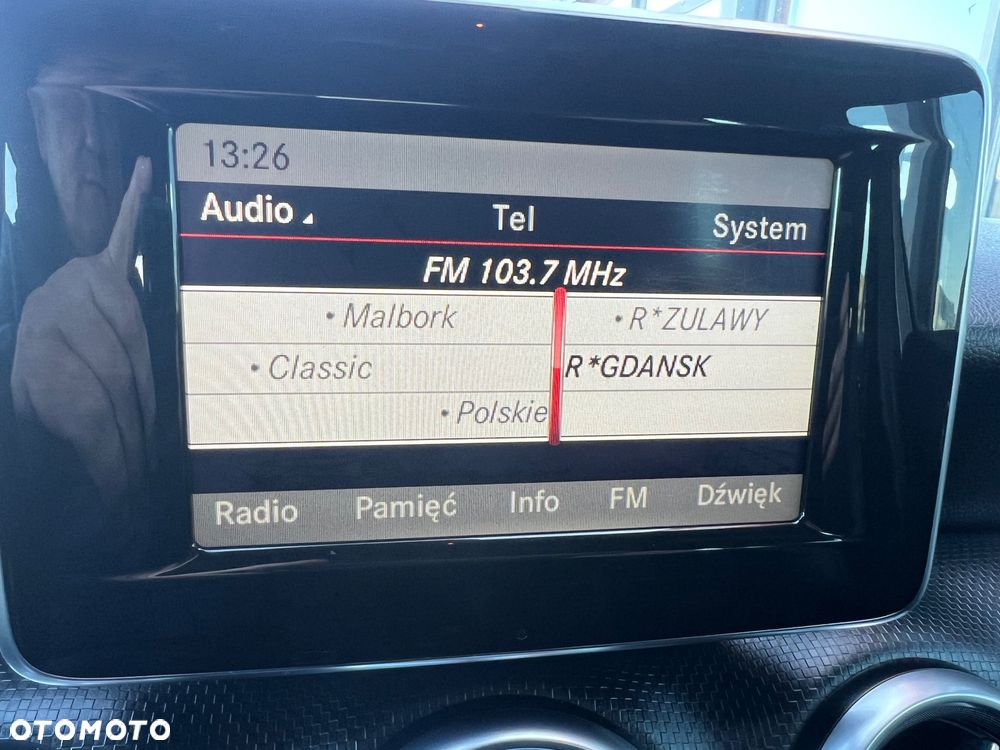 13:26
Audio Tel System
FM 103.7 MHz
• Malbork • R*ZULAWY
• Classic R*GDANSK
• Polskie
Radio Pamięć Info FM Dźwięk
OTOMOTO